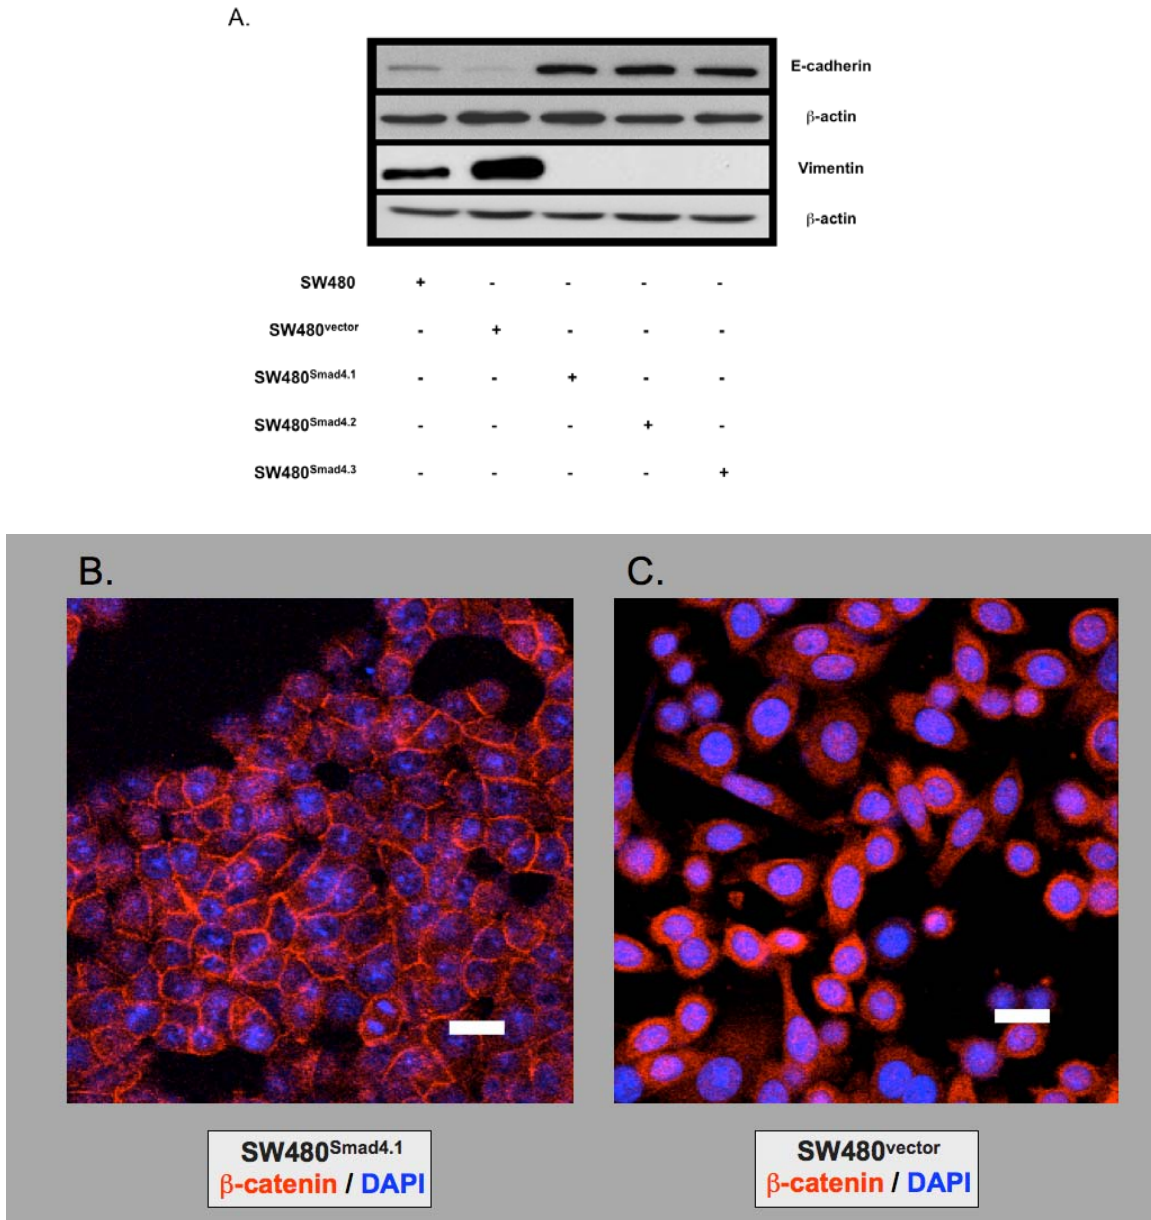 A.
E-cadherin
β-actin
Vimentin
β-actin
SW480 + - - - -
SW480vector - + - - -
SW480Smad4.1 - - + - -
SW480Smad4.2 - - - + -
SW480Smad4.3 - - - - +
B. C.
SW480Smad4.1
β-catenin / DAPI
SW480vector
β-catenin / DAPI